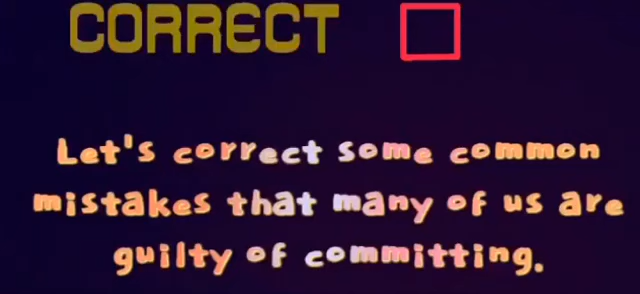 CORRECT
Let's correct some common
mistakes that many of us are
guilty of committing.